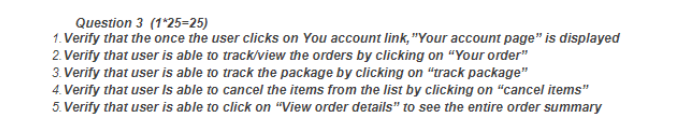 Question 3 (1*25=25)
1. Verify that the once the user clicks on You account link,"Your account page" is displayed
2. Verify that user is able to track/view the orders by clicking on “Your order”
3. Verify that user is able to track the package by clicking on “track package”
4. Verify that user Is able to cancel the items from the list by clicking on “cancel items”
5. Verify that user is able to click on “View order details” to see the entire order summary